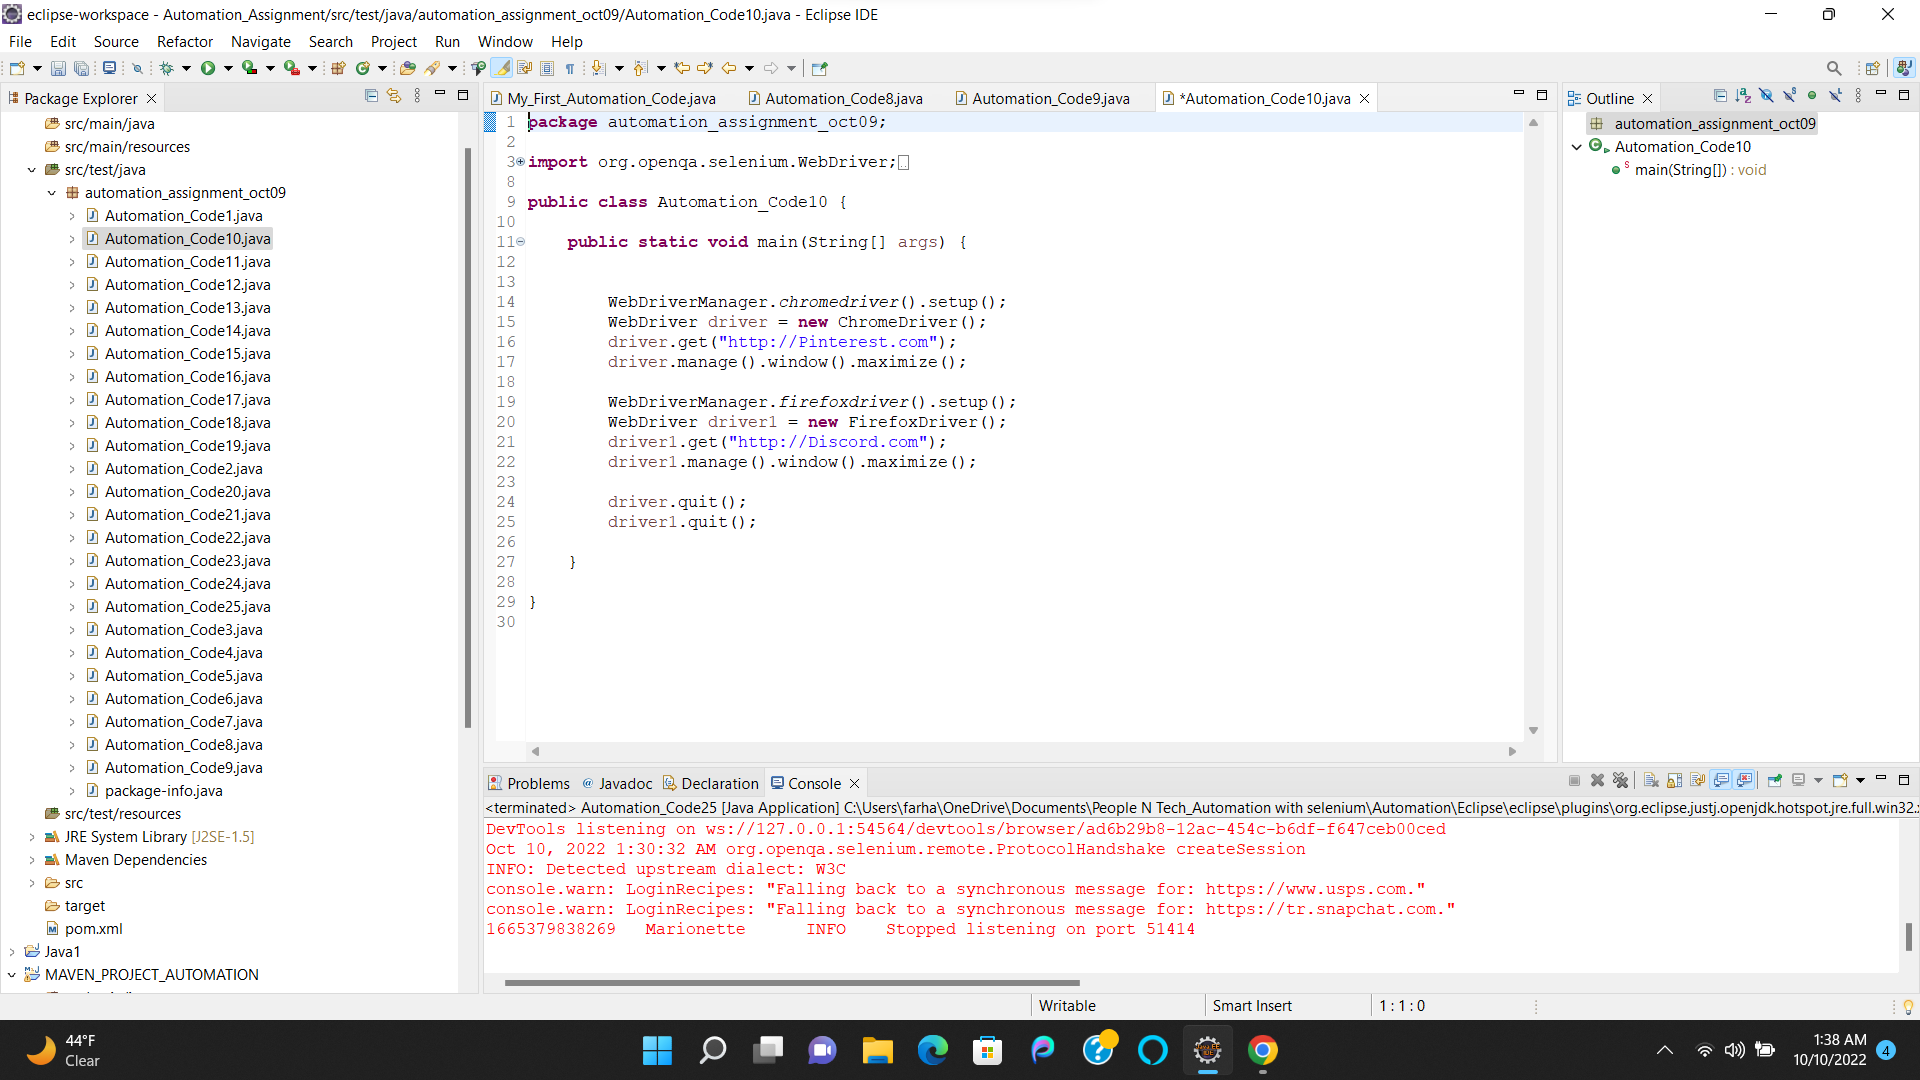 eclipse-workspace - Automation_Assignment/src/test/java/automation_assignment_oct09/Automation_Code10.java - Eclipse IDE
File Edit Source Refactor Navigate Search Project Run Window Help
Package Explorer
src/main/java
src/main/resources
src/test/java
automation_assignment_oct09
Automation_Code1.java
Automation_Code10.java
Automation_Code11.java
Automation_Code12.java
Automation_Code13.java
Automation_Code14.java
Automation_Code15.java
Automation_Code16.java
Automation_Code17.java
Automation_Code18.java
Automation_Code19.java
Automation_Code2.java
Automation_Code20.java
Automation_Code21.java
Automation_Code22.java
Automation_Code23.java
Automation_Code24.java
Automation_Code25.java
Automation_Code3.java
Automation_Code4.java
Automation_Code5.java
Automation_Code6.java
Automation_Code7.java
Automation_Code8.java
Automation_Code9.java
package-info.java
src/test/resources
JRE System Library [J2SE-1.5]
Maven Dependencies
src
target
pom.xml
Java1
MAVEN_PROJECT_AUTOMATION
My_First_Automation_Code.java Automation_Code8.java Automation_Code9.java *Automation_Code10.java
1 package automation_assignment_oct09;
2
3 import org.openqa.selenium.WebDriver;
8
9 public class Automation_Code10 {
10
11 public static void main(String[] args) {
12
13
14 WebDriverManager.chromedriver().setup();
15 WebDriver driver = new ChromeDriver();
16 driver.get("http://Pinterest.com");
17 driver.manage().window().maximize();
18
19 WebDriverManager.firefoxdriver().setup();
20 WebDriver driver1 = new FirefoxDriver();
21 driver1.get("http://Discord.com");
22 driver1.manage().window().maximize();
23
24 driver.quit();
25 driver1.quit();
26
27 }
28
29 }
30
Outline
automation_assignment_oct09
Automation_Code10
main(String[]) : void
Problems Javadoc Declaration Console
<terminated> Automation_Code25 [Java Application] C:\Users\farha\OneDrive\Documents\People N Tech_Automation with selenium\Automation\Eclipse\eclipse\plugins\org.eclipse.justj.openjdk.hotspot.jre.full.win32.
DevTools listening on ws://127.0.0.1:54564/devtools/browser/ad6b29b8-12ac-454c-b6df-f647ceb00ced
Oct 10, 2022 1:30:32 AM org.openqa.selenium.remote.ProtocolHandshake createSession
INFO: Detected upstream dialect: W3C
console.warn: LoginRecipes: "Falling back to a synchronous message for: https://www.usps.com."
console.warn: LoginRecipes: "Falling back to a synchronous message for: https://tr.snapchat.com."
1665379838269 Marionette INFO Stopped listening on port 51414
Writable Smart Insert 1 : 1 : 0
44°F
Clear
1:38 AM
10/10/2022
4